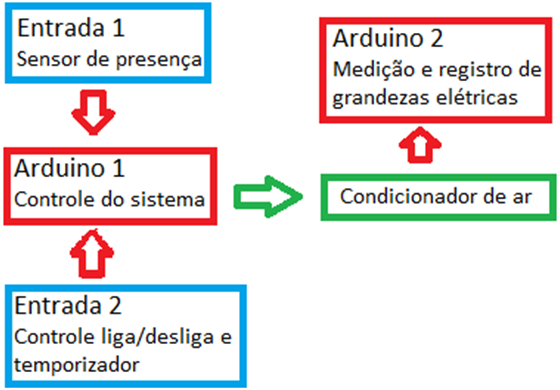 Entrada 1
Sensor de presença
Arduino 1
Controle do sistema
Entrada 2
Controle liga/desliga e
temporizador
Arduino 2
Medição e registro de
grandezas elétricas
Condicionador de ar